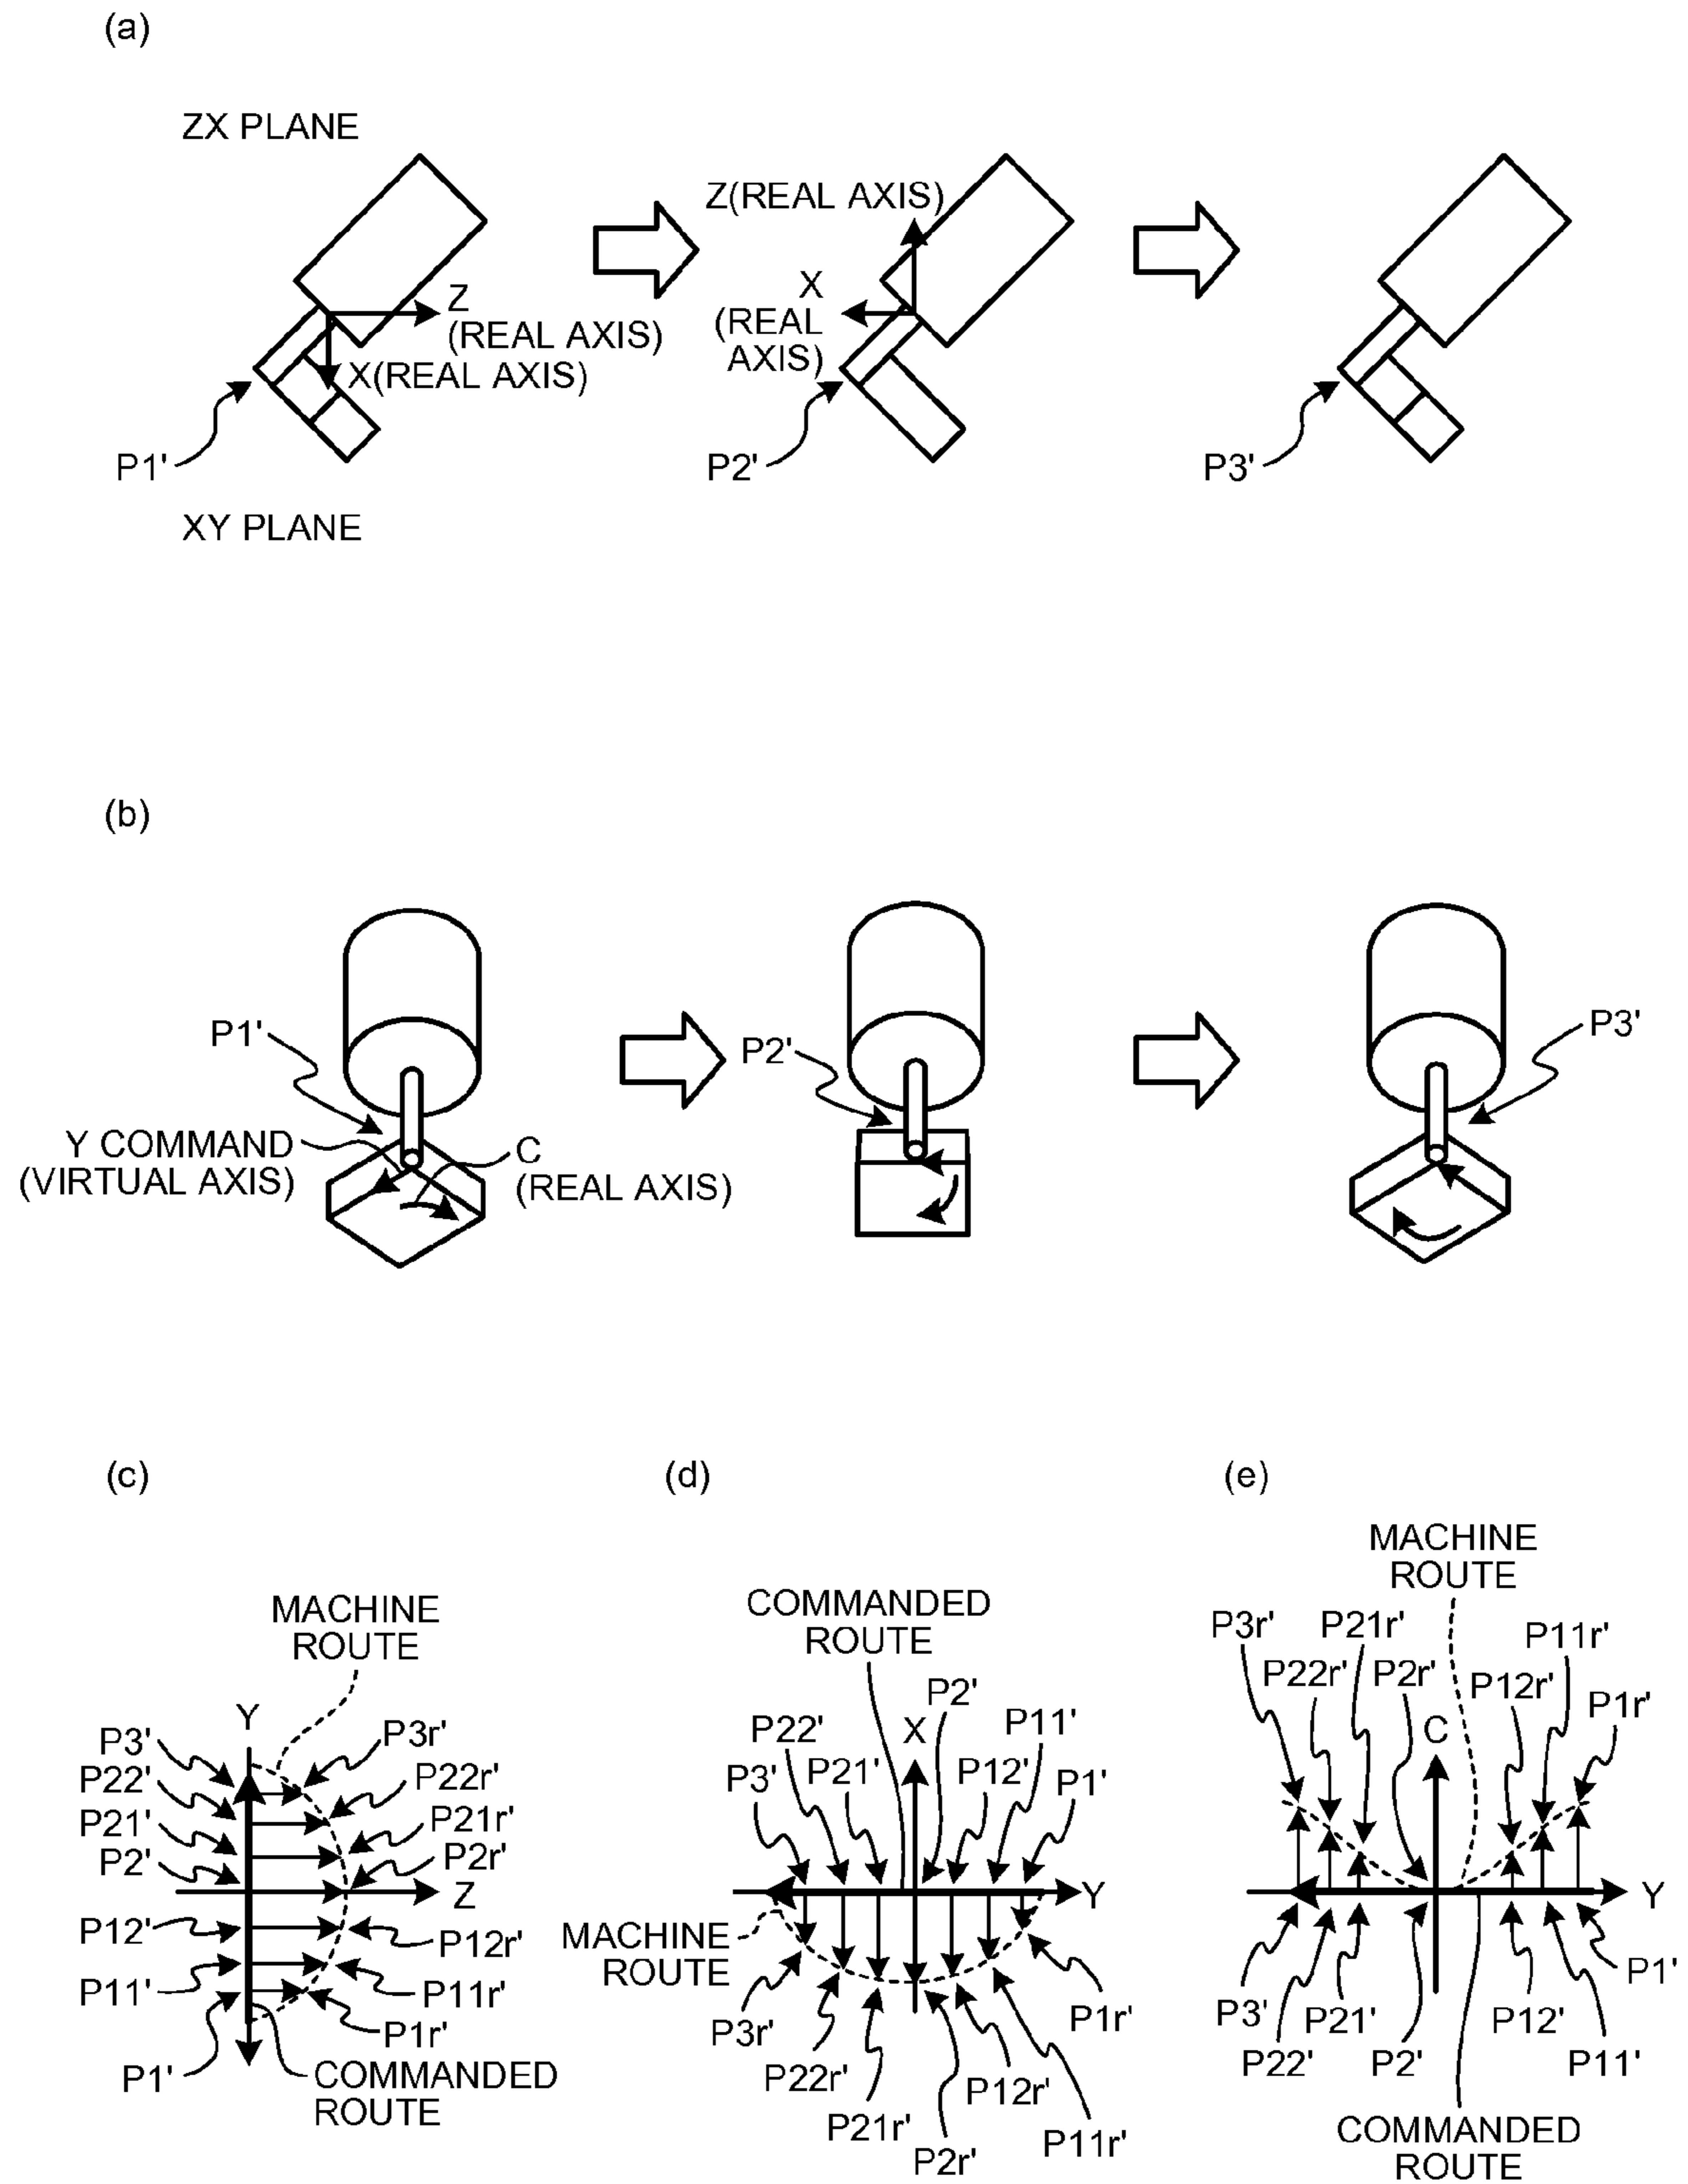 (a)
ZX PLANE
Z
(REAL AXIS)
X(REAL AXIS)
P1'
Z(REAL AXIS)
X
(REAL
AXIS)
P2'
P3'
XY PLANE
(b)
P1'
Y COMMAND
(VIRTUAL AXIS)
C
(REAL AXIS)
P2'
P3'
(c)
MACHINE
ROUTE
Y
P3'
P22'
P21'
P2'
P12'
P11'
P1'
P3r'
P22r'
P21r'
P2r'
Z
P12r'
P11r'
P1r'
COMMANDED
ROUTE
(d)
COMMANDED
ROUTE
P2'
P22'
X
P11'
P3'
P21'
P12'
P1'
Y
MACHINE
ROUTE
P3r'
P22r'
P21r'
P2r'
P12r'
P11r'
P1r'
(e)
MACHINE
ROUTE
P3r'
P21r'
P11r'
P22r'
P2r'
P12r'
P1r'
C
Y
P1'
P3'
P21'
P12'
P22'
P2'
P11'
COMMANDED
ROUTE